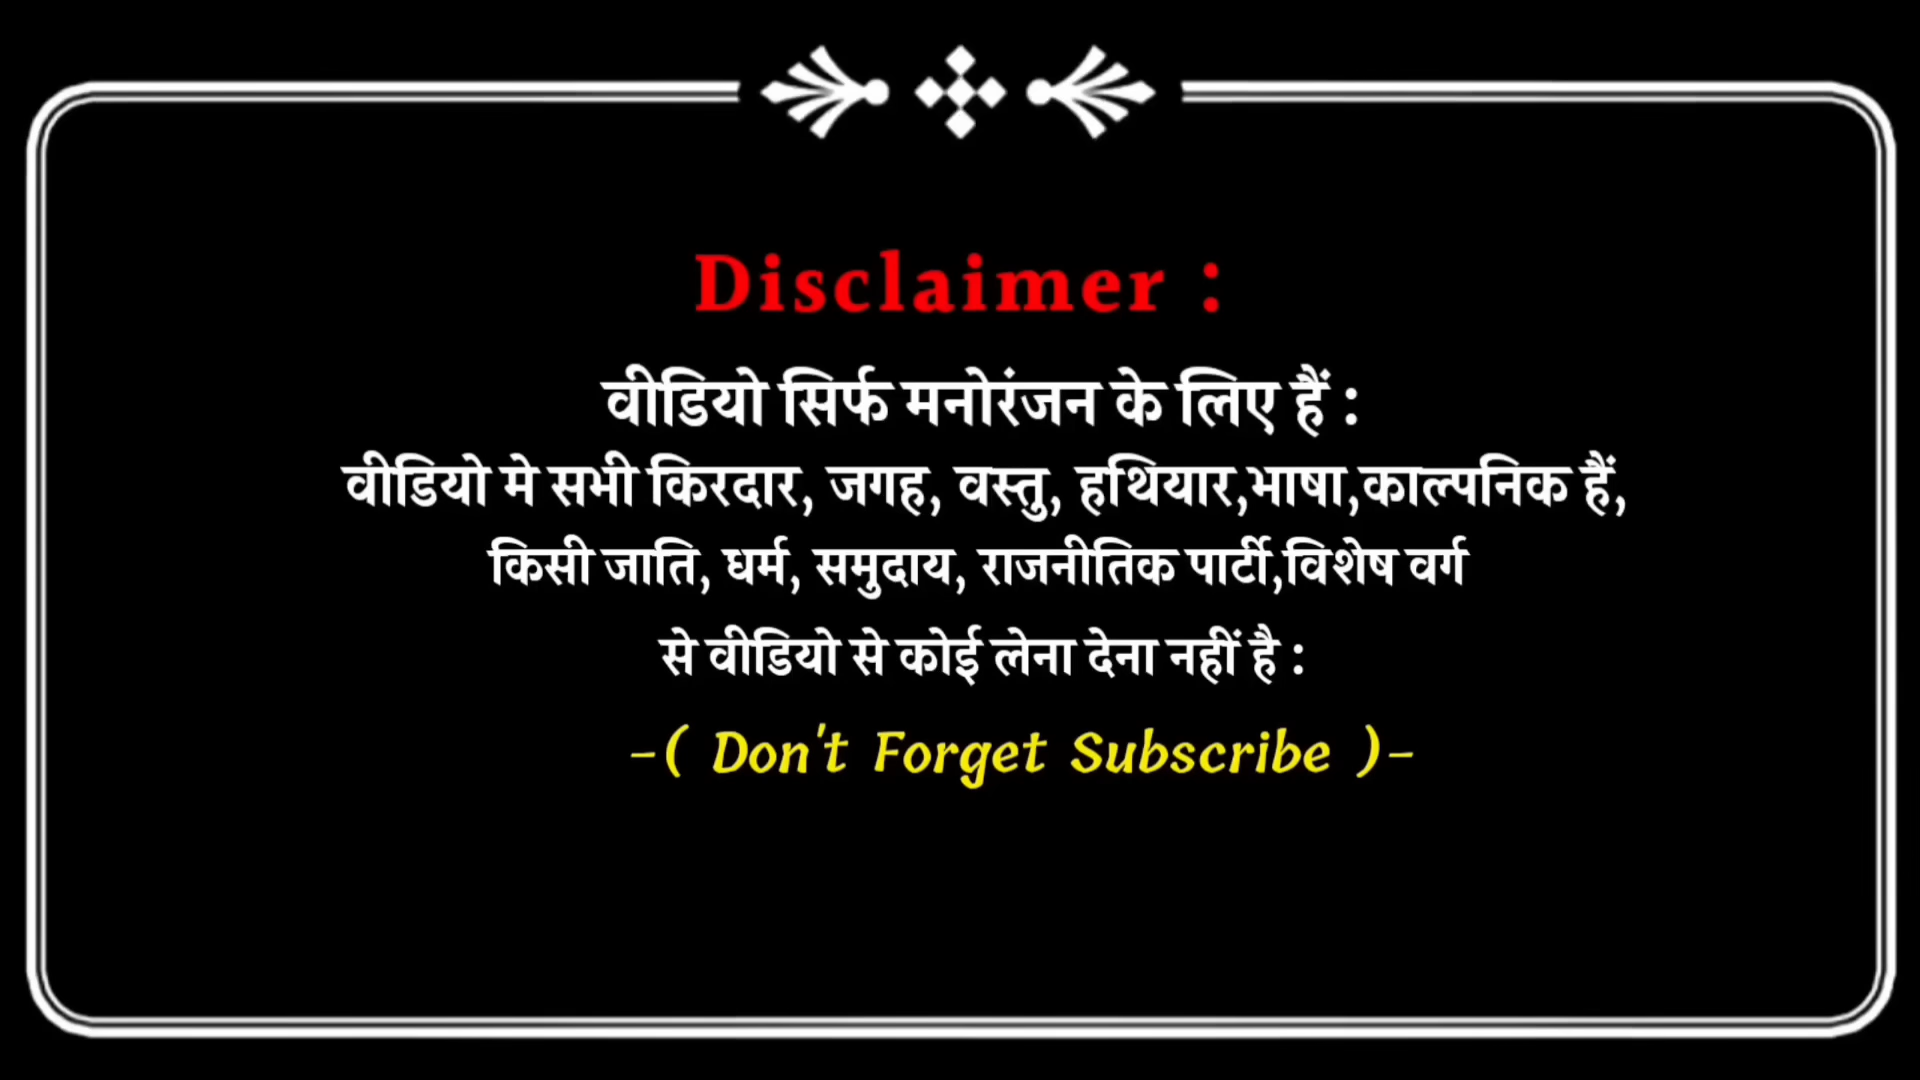 Disclaimer :
वीडियो सिर्फ मनोरंजन के लिए हैं :
वीडियो मे सभी किरदार, जगह, वस्तु, हथियार,भाषा,काल्पनिक हैं,
किसी जाति, धर्म, समुदाय, राजनीतिक पार्टी,विशेष वर्ग
से वीडियो से कोई लेना देना नहीं है :
-( Don't Forget Subscribe )-